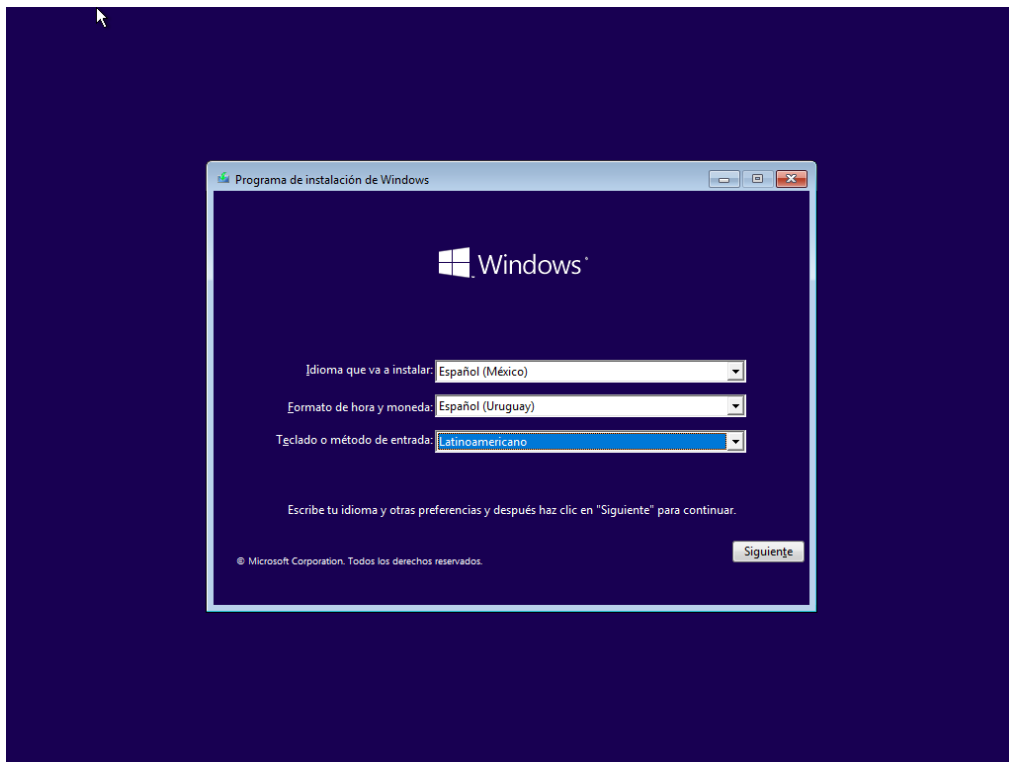 Programa de instalación de Windows
Windows
Idioma que va a instalar: Español (México)
Formato de hora y moneda: Español (Uruguay)
Teclado o método de entrada: Latinoamericano
Escribe tu idioma y otras preferencias y después haz clic en "Siguiente" para continuar.
Siguiente
© Microsoft Corporation. Todos los derechos reservados.